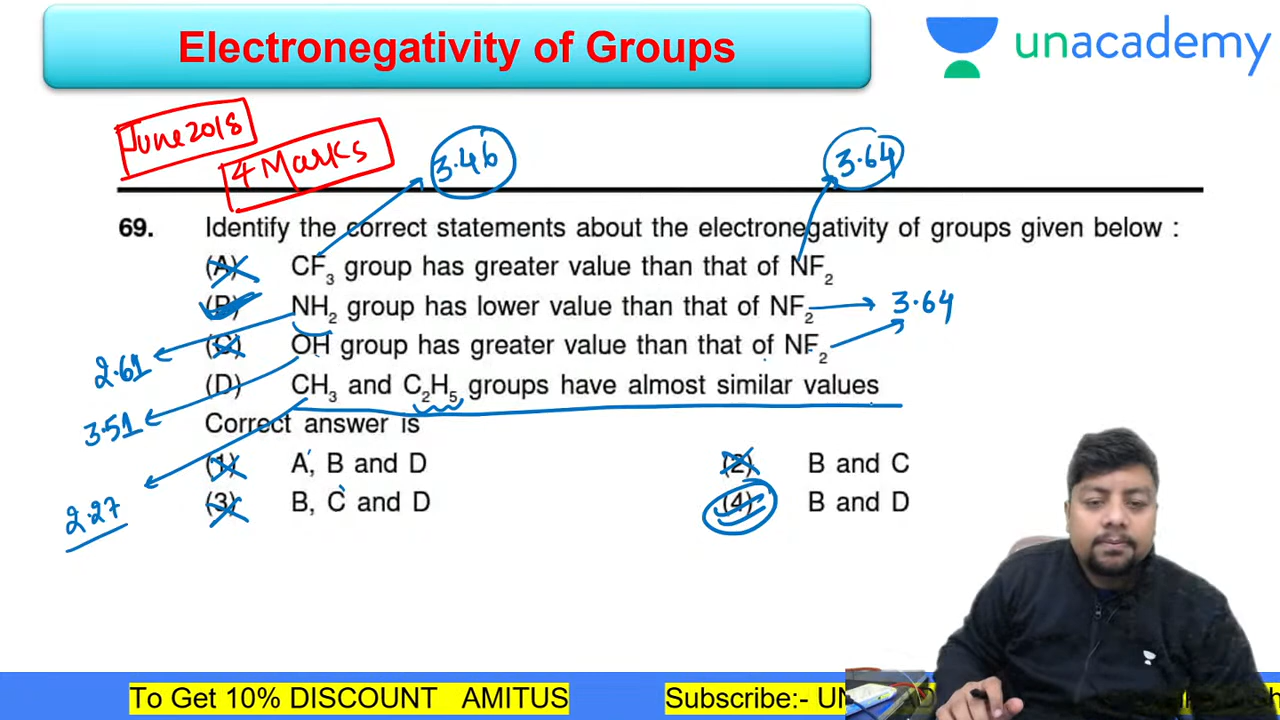 Electronegativity of Groups
unacademy
June 2018
4 Marks
3.46
3.64
69. Identify the correct statements about the electronegativity of groups given below :
(A) CF3 group has greater value than that of NF2
(B) NH2 group has lower value than that of NF2
3.64
(C) OH group has greater value than that of NF2
2.61
(D) CH3 and C2H5 groups have almost similar values
3.51
Correct answer is
(1) A, B and D (2) B and C
(3) B, C and D (4) B and D
2.27
To Get 10% DISCOUNT AMITUS Subscribe:-